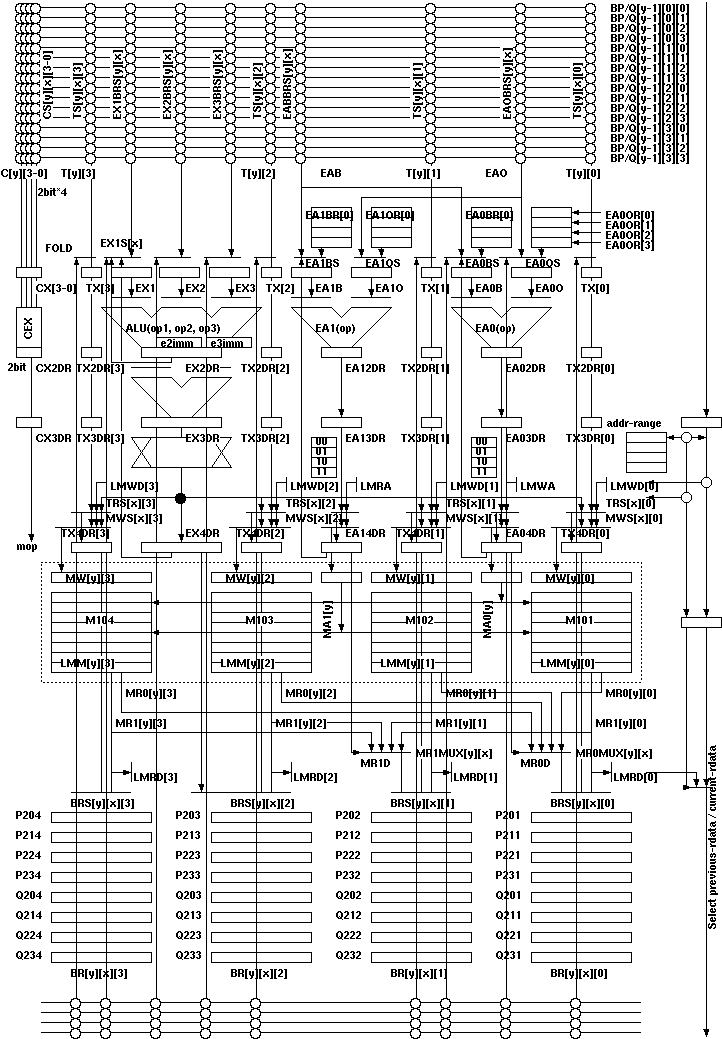 BP/Q[y-1][0][0]
BP/Q[y-1][0][1]
BP/Q[y-1][0][2]
BP/Q[y-1][0][3]
BP/Q[y-1][1][0]
BP/Q[y-1][1][1]
BP/Q[y-1][1][2]
BP/Q[y-1][1][3]
BP/Q[y-1][2][0]
BP/Q[y-1][2][1]
BP/Q[y-1][2][2]
BP/Q[y-1][2][3]
BP/Q[y-1][3][0]
BP/Q[y-1][3][1]
BP/Q[y-1][3][2]
BP/Q[y-1][3][3]
CS[y][x][3-0]
TS[y][x][3]
EX1BRS[y][x]
EX2BRS[y][x]
EX3BRS[y][x]
TS[y][x][2]
EABBRS[y][x]
TS[y][x][1]
EAOBRS[y][x]
TS[y][x][0]
C[y][3-0] T[y][3] T[y][2] EAB T[y][1] EAO T[y][0]
2bit*4
EA1BR[0] EA1OR[0] EA0BR[0] EA0OR[0]
EA0OR[1]
EA0OR[2]
EA0OR[3]
FOLD EX1S[x]
EA1BS EA1OS EA0BS EA0OS
CX[3-0] TX[3] EX1 EX2 EX3 TX[2] EA1B EA1O TX[1] EA0B EA0O TX[0]
CEX
ALU(op1, op2, op3) EA1(op) EA0(op)
e2imm e3imm
2bit CX2DR TX2DR[3] EX2DR TX2DR[2] EA12DR TX2DR[1] EA02DR TX2DR[0]
addr-range
CX3DR TX3DR[3] EX3DR TX3DR[2] EA13DR TX3DR[1] EA03DR TX3DR[0]
00 00
01 01
10 10
11 11
LMWD[3] LMWD[2] LMRA LMWD[1] LMWA LMWD[0]
TRS[x][3] TRS[x][2] TRS[x][1] TRS[x][0]
MWS[x][3] MWS[x][2] MWS[x][1] MWS[x][0]
mop
TX4DR[3] EX4DR TX4DR[2] EA14DR TX4DR[1] EA04DR TX4DR[0]
MW[y][3] MW[y][2] MW[y][1] MW[y][0]
MA1[y] MA0[y]
M104 M103 M102 M101
LMM[y][3] LMM[y][2] LMM[y][1] LMM[y][0]
MR0[y][3] MR0[y][2] MR0[y][1] MR0[y][0]
MR1[y][3] MR1[y][2] MR1[y][1] MR1[y][0]
MR1D MR1MUX[y][x] MR0D MR0MUX[y][x]
LMRD[3] LMRD[2] LMRD[1] LMRD[0]
BRS[y][x][3] BRS[y][x][2] BRS[y][x][1] BRS[y][x][0]
P204 P203 P202 P201
P214 P213 P212 P211
P224 P223 P222 P221
P234 P233 P232 P231
Q204 Q203 Q202 Q201
Q214 Q213 Q212 Q211
Q224 Q223 Q222 Q221
Q234 Q233 Q232 Q231
BR[y][x][3] BR[y][x][2] BR[y][x][1] BR[y][x][0]
Select previous-rdata / current-rdata